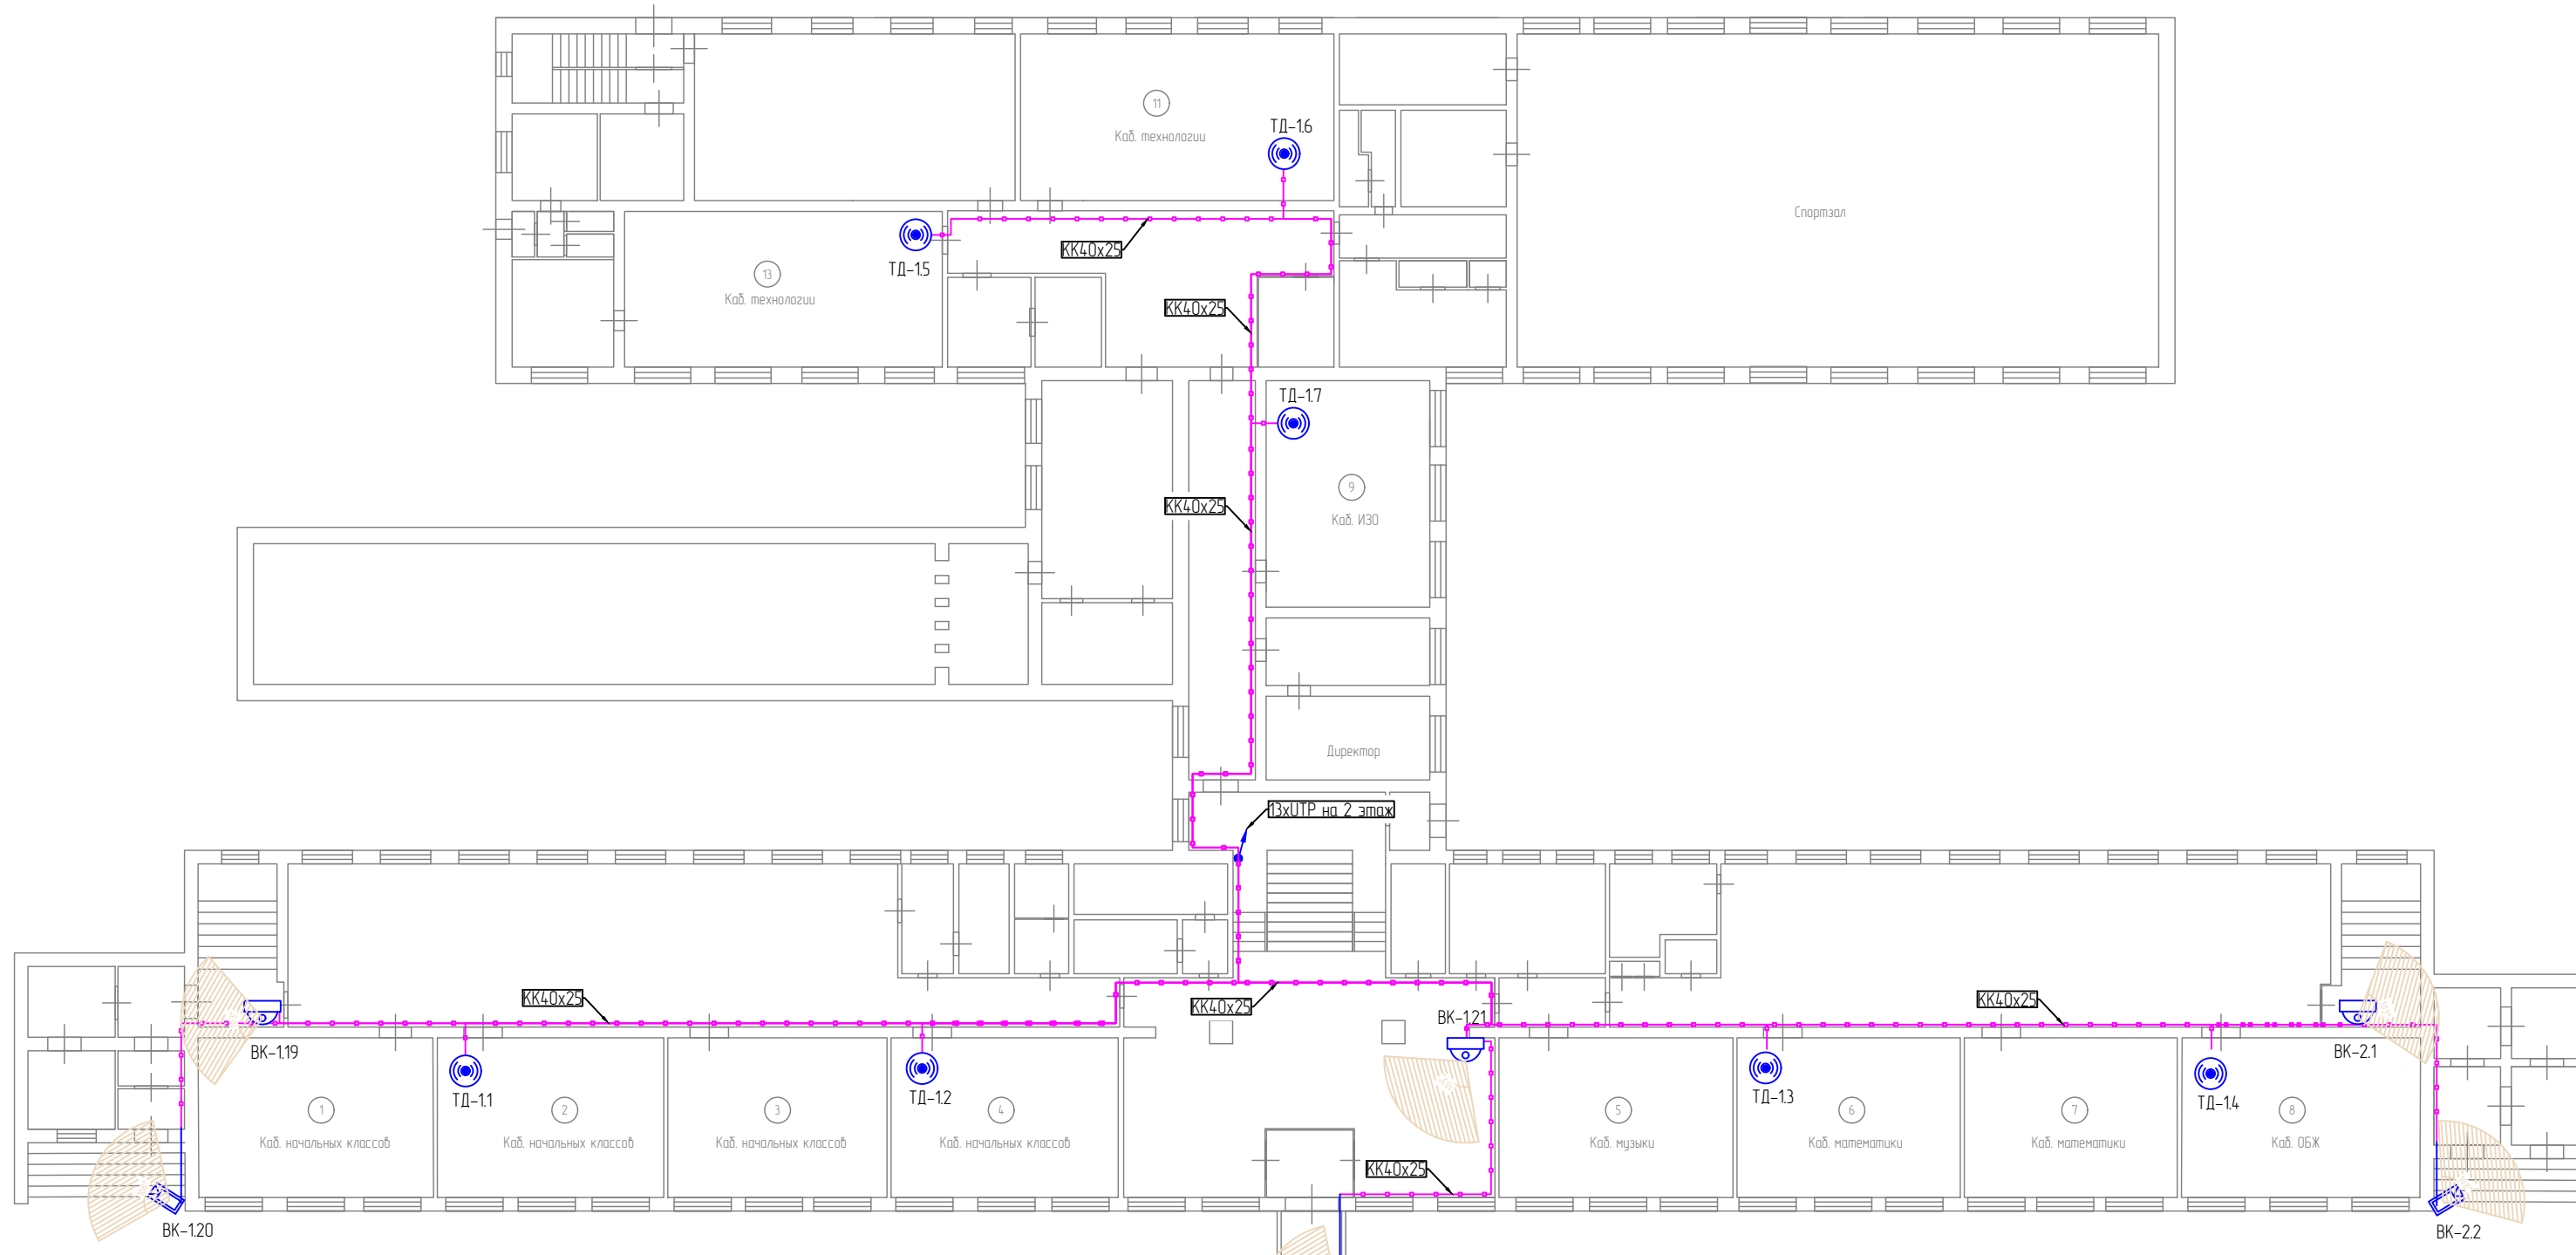 11
Каб. технологии
ТД-1.6
Спортзал
ТД-1.5
КК40х25
13
Каб. технологии
КК40х25
ТД-1.7
9
Каб. ИЗО
КК40х25
Директор
13хUTP на 2 этаж
КК40х25
КК40х25
КК40х25
ВК-1.21
ВК-1.19
ВК-2.1
ТД-1.1
ТД-1.2
ТД-1.3
ТД-1.4
1
Каб. начальных классов
2
Каб. начальных классов
3
Каб. начальных классов
4
Каб. начальных классов
5
Каб. музыки
6
Каб. математики
7
Каб. математики
8
Каб. ОБЖ
КК40х25
ВК-1.20
ВК-2.2